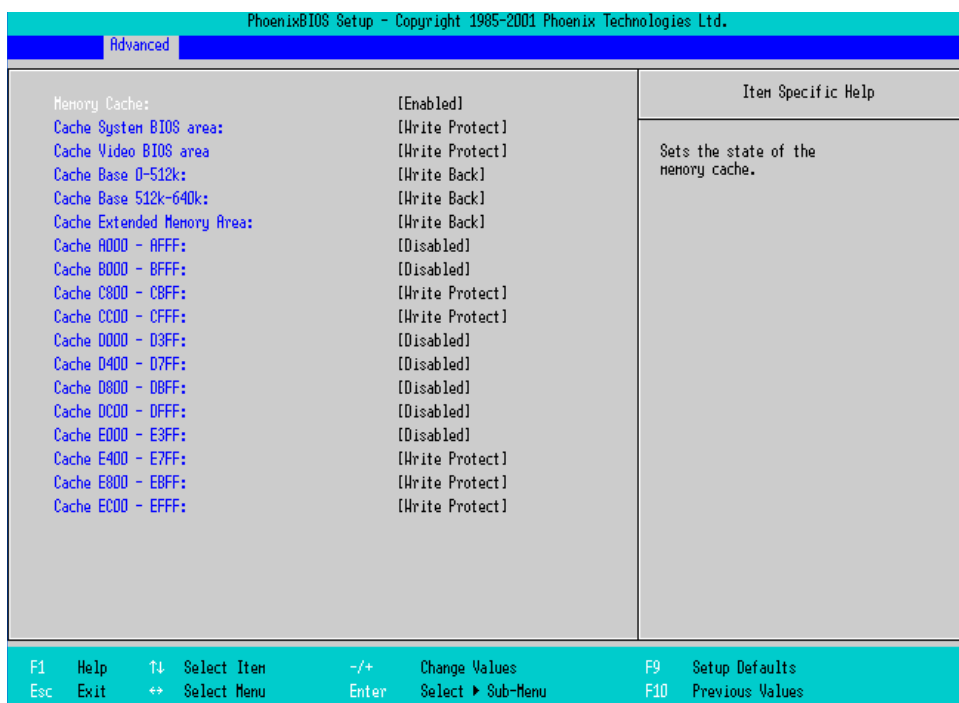 PhoenixBIOS Setup - Copyright 1985-2001 Phoenix Technologies Ltd.
Advanced
Memory Cache: [Enabled]
Cache System BIOS area: [Write Protect]
Cache Video BIOS area [Write Protect]
Cache Base 0-512k: [Write Back]
Cache Base 512k-640k: [Write Back]
Cache Extended Memory Area: [Write Back]
Cache A000 - AFFF: [Disabled]
Cache B000 - BFFF: [Disabled]
Cache C800 - CBFF: [Write Protect]
Cache CC00 - CFFF: [Write Protect]
Cache D000 - D3FF: [Disabled]
Cache D400 - D7FF: [Disabled]
Cache D800 - DBFF: [Disabled]
Cache DC00 - DFFF: [Disabled]
Cache E000 - E3FF: [Disabled]
Cache E400 - E7FF: [Write Protect]
Cache E800 - EBFF: [Write Protect]
Cache EC00 - EFFF: [Write Protect]
Item Specific Help
Sets the state of the
memory cache.
F1 Help ↑↓ Select Item -/+ Change Values F9 Setup Defaults
Esc Exit ↔ Select Menu Enter Select ▶ Sub-Menu F10 Previous Values